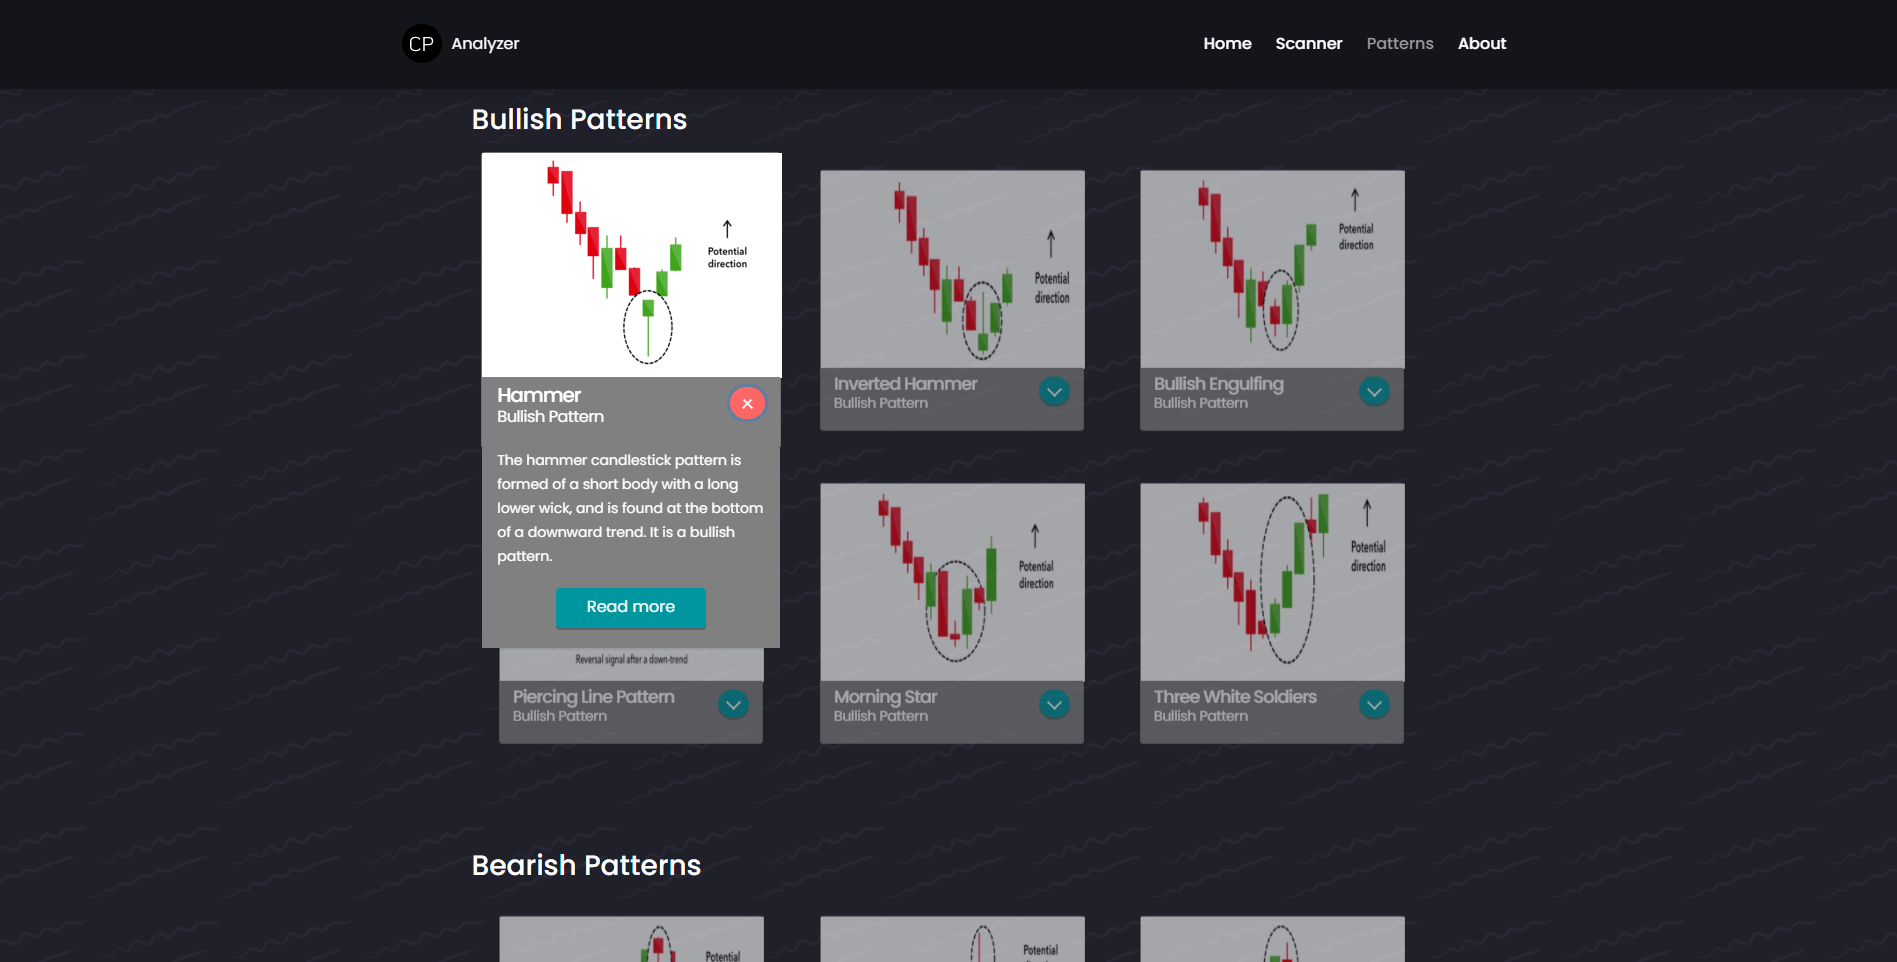 CP Analyzer
Home Scanner Patterns About
Bullish Patterns
Potential
direction
Hammer
Bullish Pattern
The hammer candlestick pattern is
formed of a short body with a long
lower wick, and is found at the bottom
of a downward trend. It is a bullish
pattern.
Read more
Potential
direction
Inverted Hammer
Bullish Pattern
Potential
direction
Bullish Engulfing
Bullish Pattern
Reversal signal after a down-trend
Piercing Line Pattern
Bullish Pattern
Potential
direction
Morning Star
Bullish Pattern
Potential
direction
Three White Soldiers
Bullish Pattern
Bearish Patterns
Potential
Potential
Potential